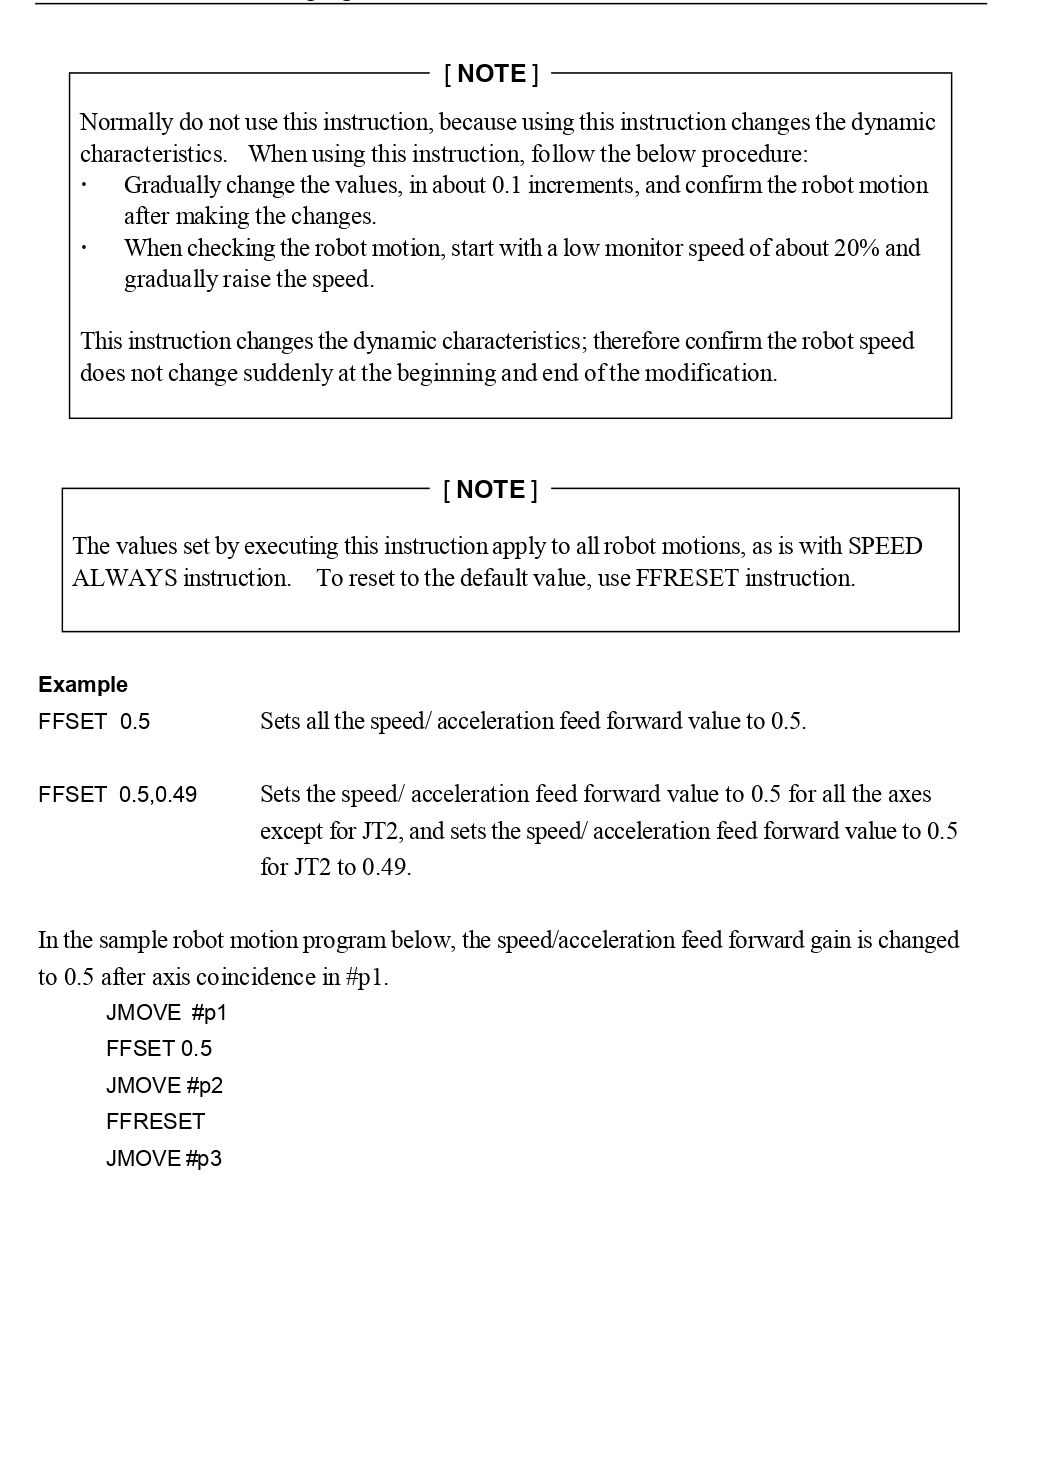 [ NOTE ]
Normally do not use this instruction, because using this instruction changes the dynamic
characteristics. When using this instruction, follow the below procedure:
・ Gradually change the values, in about 0.1 increments, and confirm the robot motion
after making the changes.
・ When checking the robot motion, start with a low monitor speed of about 20% and
gradually raise the speed.
This instruction changes the dynamic characteristics; therefore confirm the robot speed
does not change suddenly at the beginning and end of the modification.
[ NOTE ]
The values set by executing this instruction apply to all robot motions, as is with SPEED
ALWAYS instruction. To reset to the default value, use FFRESET instruction.
Example
FFSET 0.5 Sets all the speed/ acceleration feed forward value to 0.5.
FFSET 0.5,0.49 Sets the speed/ acceleration feed forward value to 0.5 for all the axes
except for JT2, and sets the speed/ acceleration feed forward value to 0.5
for JT2 to 0.49.
In the sample robot motion program below, the speed/acceleration feed forward gain is changed
to 0.5 after axis coincidence in #p1.
JMOVE #p1
FFSET 0.5
JMOVE #p2
FFRESET
JMOVE #p3